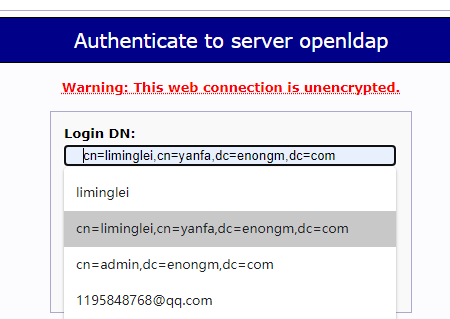 Authenticate to server openldap
Warning: This web connection is unencrypted.
Login DN:
cn=liminglei,cn=yanfa,dc=enongm,dc=com
liminglei
cn=liminglei,cn=yanfa,dc=enongm,dc=com
cn=admin,dc=enongm,dc=com
1195848768@qq.com